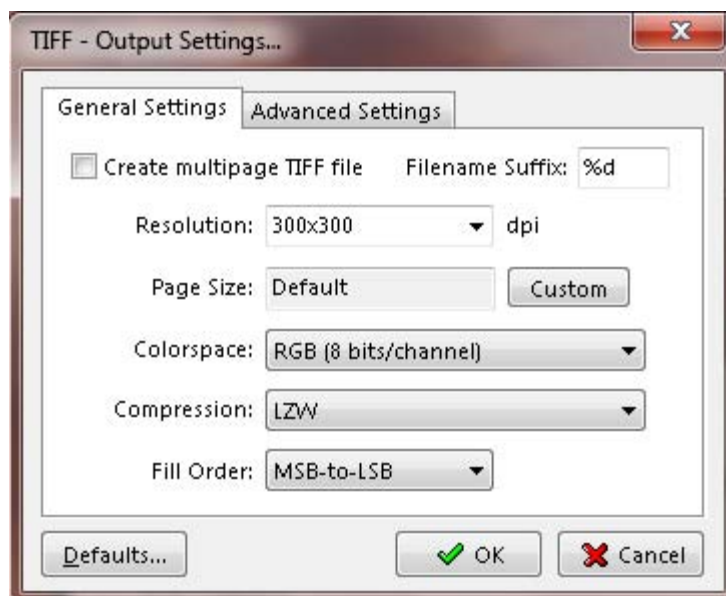 TIFF - Output Settings...
General Settings Advanced Settings
Create multipage TIFF file Filename Suffix: %d
Resolution: 300x300 dpi
Page Size: Default Custom
Colorspace: RGB (8 bits/channel)
Compression: LZW
Fill Order: MSB-to-LSB
Defaults... OK Cancel